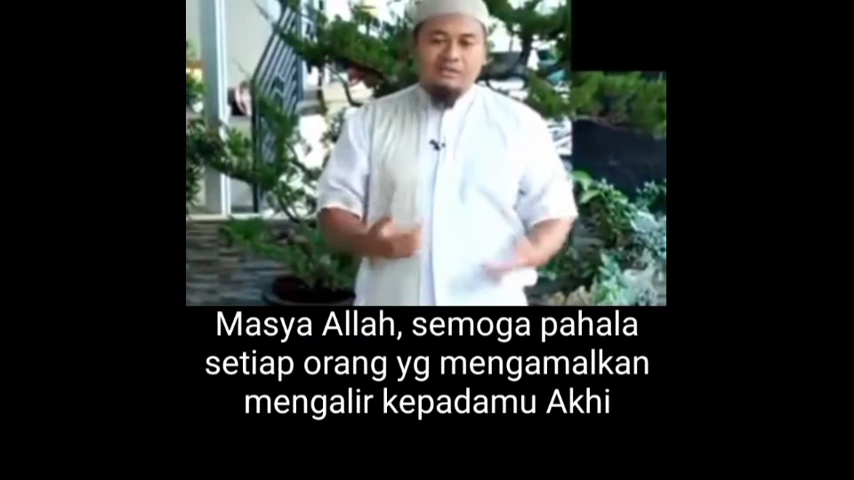 Masya Allah, semoga pahala
setiap orang yg mengamalkan
mengalir kepadamu Akhi